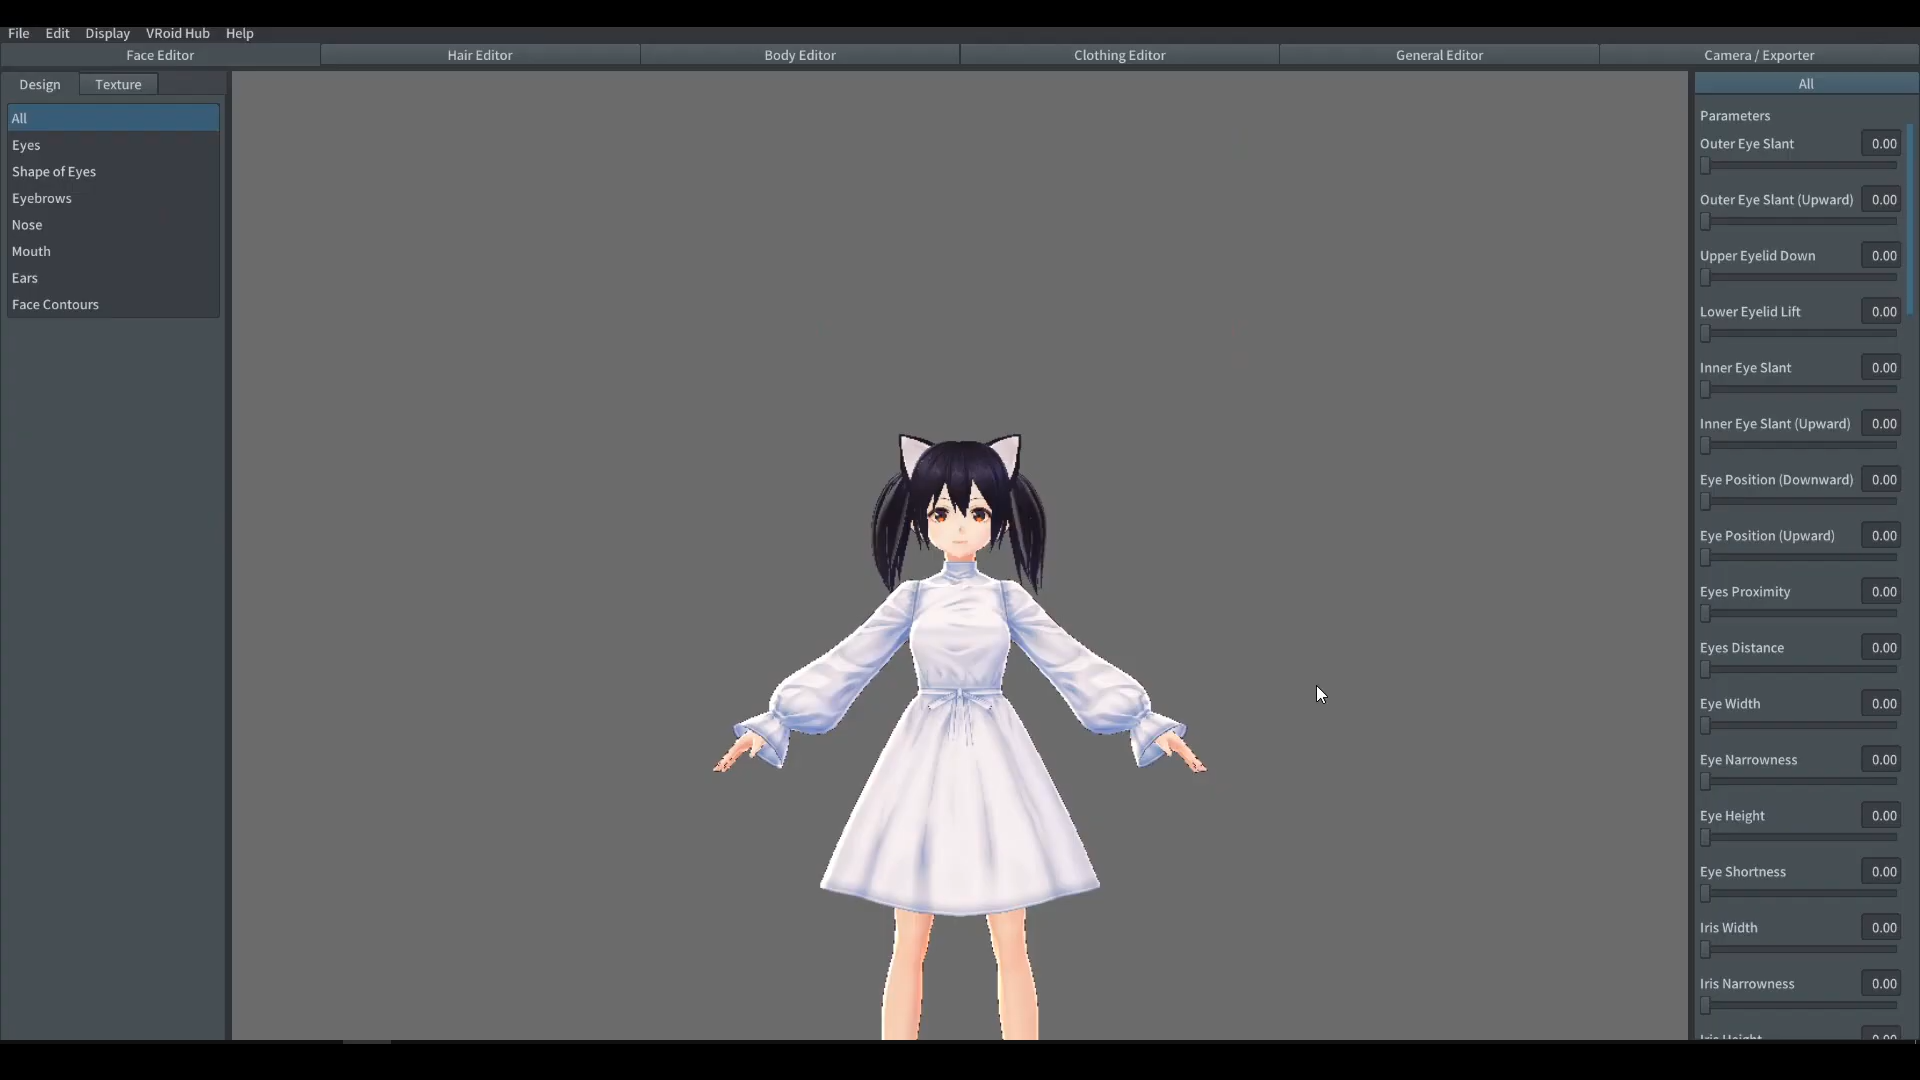 File Edit Display VRoid Hub Help
Face Editor Hair Editor Body Editor Clothing Editor General Editor Camera / Exporter
Design Texture
All
Eyes
Shape of Eyes
Eyebrows
Nose
Mouth
Ears
Face Contours
All
Parameters
Outer Eye Slant 0.00
Outer Eye Slant (Upward) 0.00
Upper Eyelid Down 0.00
Lower Eyelid Lift 0.00
Inner Eye Slant 0.00
Inner Eye Slant (Upward) 0.00
Eye Position (Downward) 0.00
Eye Position (Upward) 0.00
Eyes Proximity 0.00
Eyes Distance 0.00
Eye Width 0.00
Eye Narrowness 0.00
Eye Height 0.00
Eye Shortness 0.00
Iris Width 0.00
Iris Narrowness 0.00
Iris Height 0.00